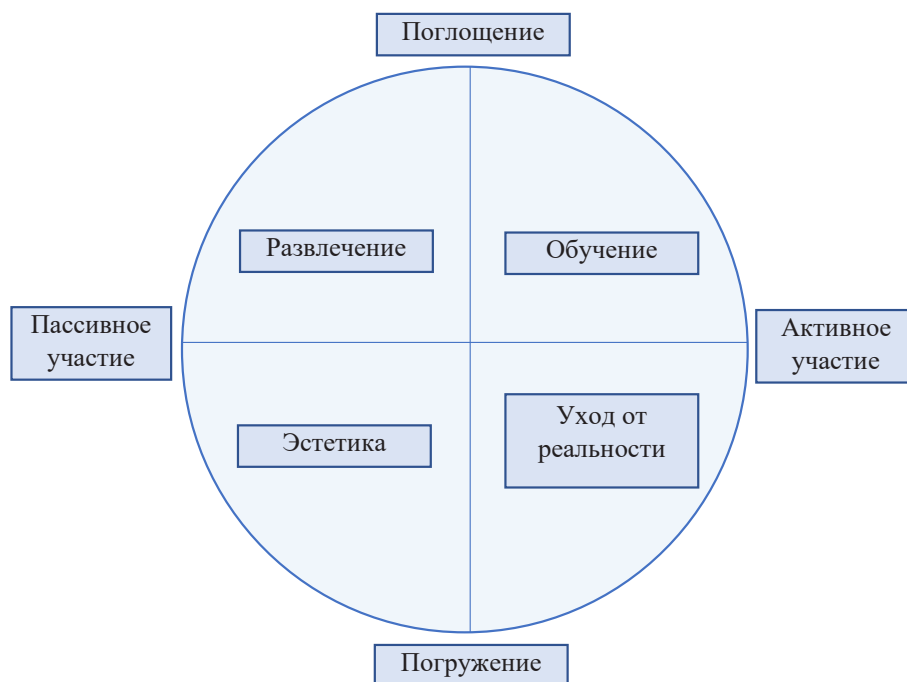 Поглощение
Развлечение
Обучение
Пассивное
участие
Активное
участие
Эстетика
Уход от
реальности
Погружение